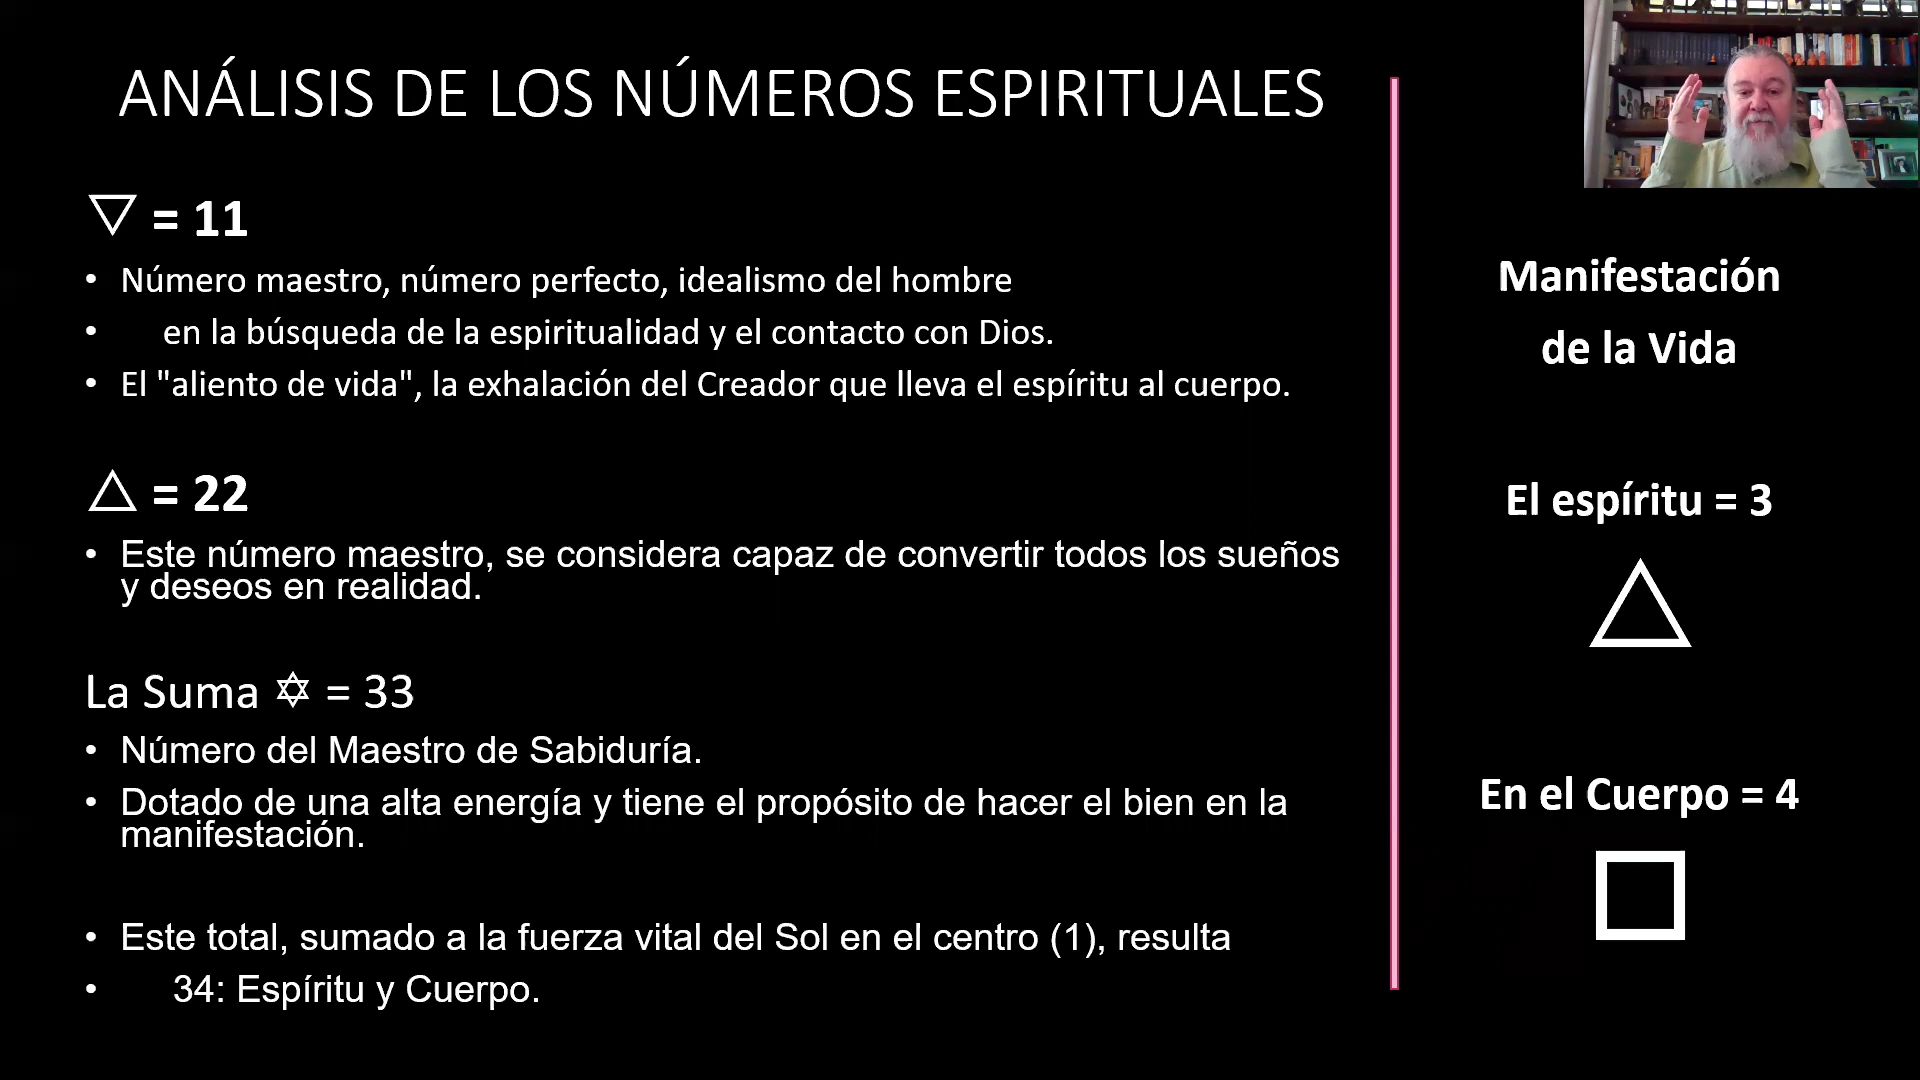 ANÁLISIS DE LOS NÚMEROS ESPIRITUALES
▽ = 11
• Número maestro, número perfecto, idealismo del hombre
• en la búsqueda de la espiritualidad y el contacto con Dios.
• El "aliento de vida", la exhalación del Creador que lleva el espíritu al cuerpo.
△ = 22
• Este número maestro, se considera capaz de convertir todos los sueños
y deseos en realidad.
La Suma ✡ = 33
• Número del Maestro de Sabiduría.
• Dotado de una alta energía y tiene el propósito de hacer el bien en la
manifestación.
• Este total, sumado a la fuerza vital del Sol en el centro (1), resulta
• 34: Espíritu y Cuerpo.
Manifestación
de la Vida
El espíritu = 3
En el Cuerpo = 4